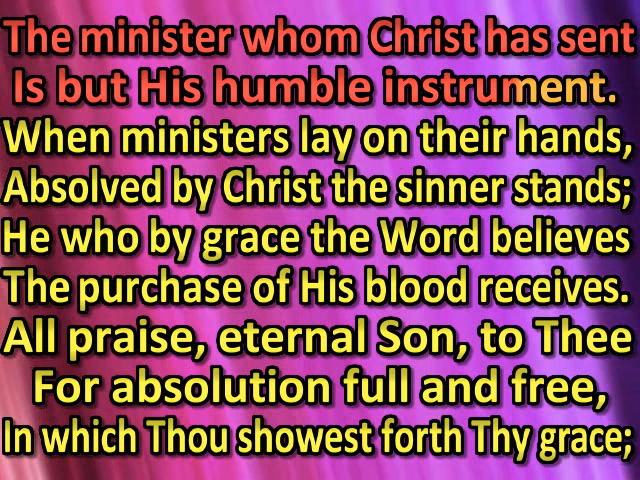 The minister whom Christ has sent
Is but His humble instrument.
When ministers lay on their hands,
Absolved by Christ the sinner stands;
He who by grace the Word believes
The purchase of His blood receives.
All praise, eternal Son, to Thee
For absolution full and free,
In which Thou showest forth Thy grace;